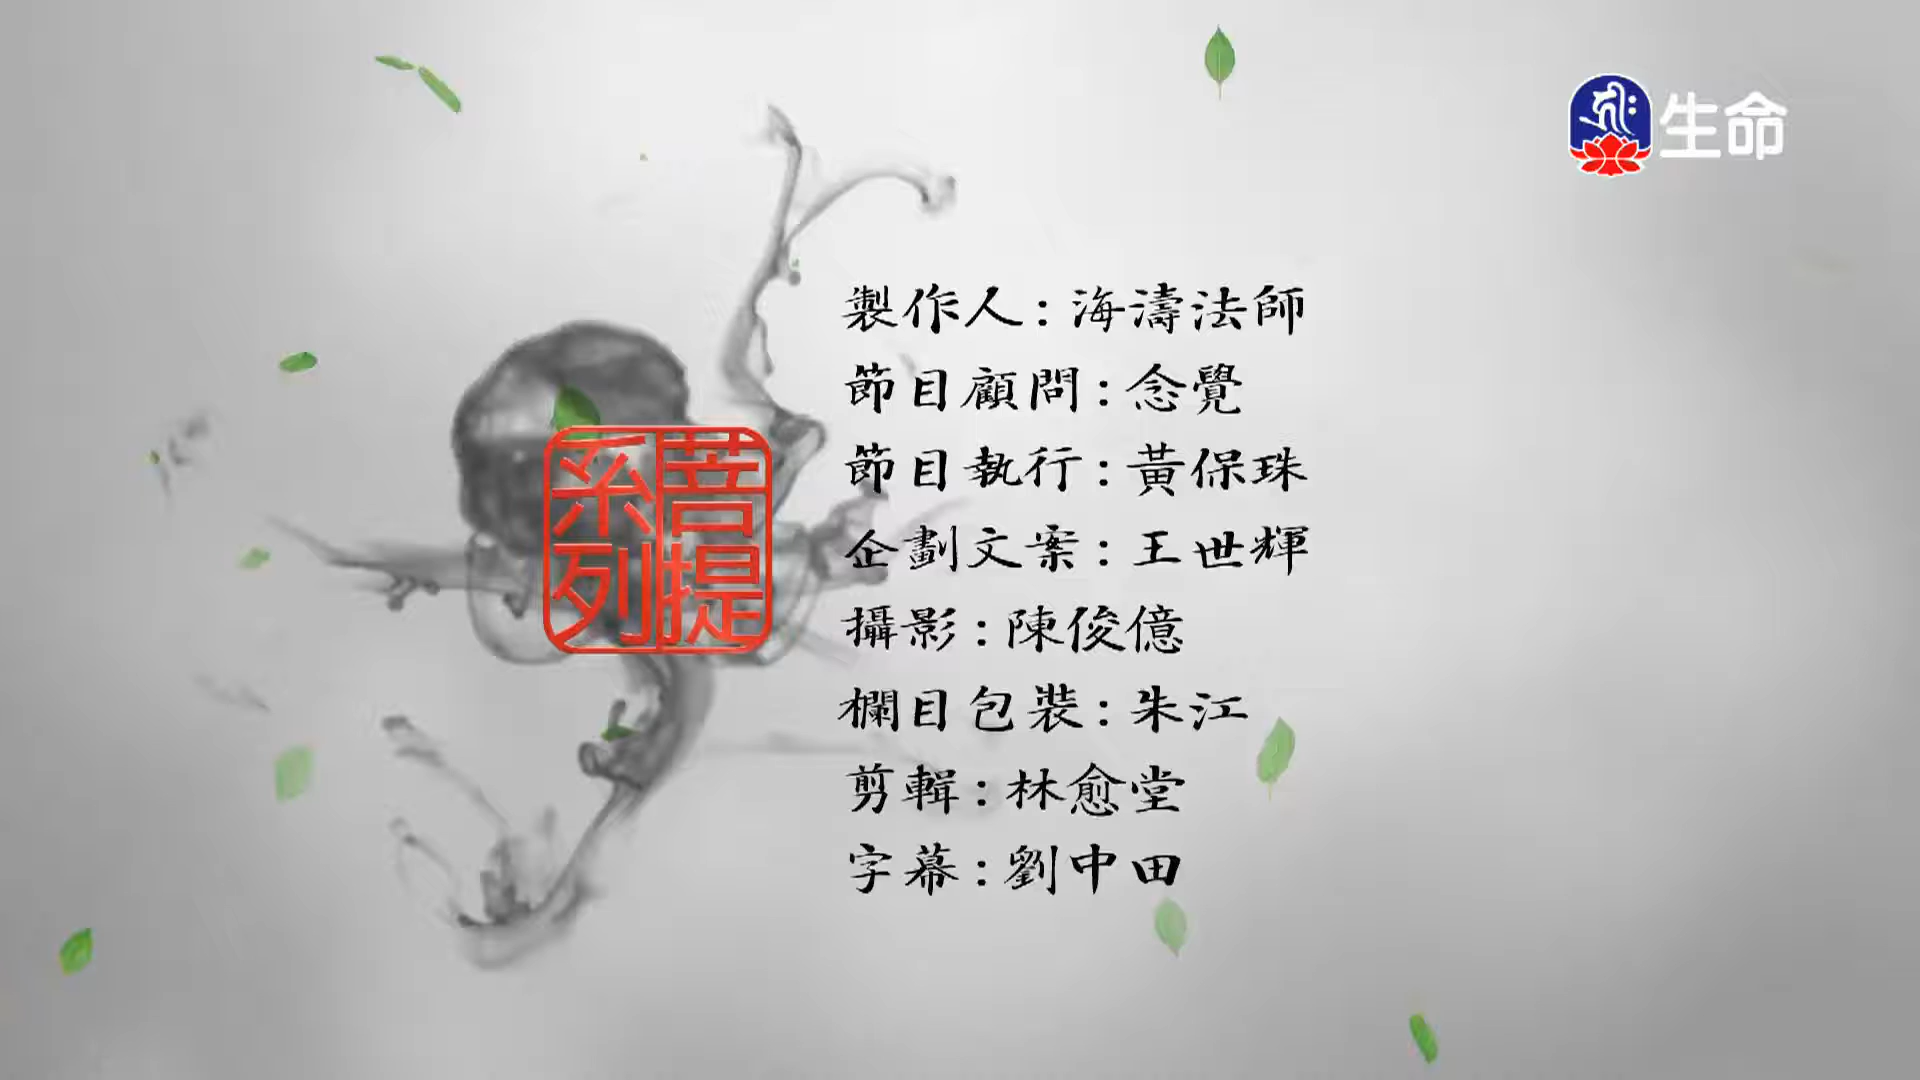 生命
菩提
系列
製作人:海濤法師
節目顧問:念覺
節目執行:黃保珠
企劃文案:王世輝
攝影:陳俊億
欄目包裝:朱江
剪輯:林愈堂
字幕:劉中田